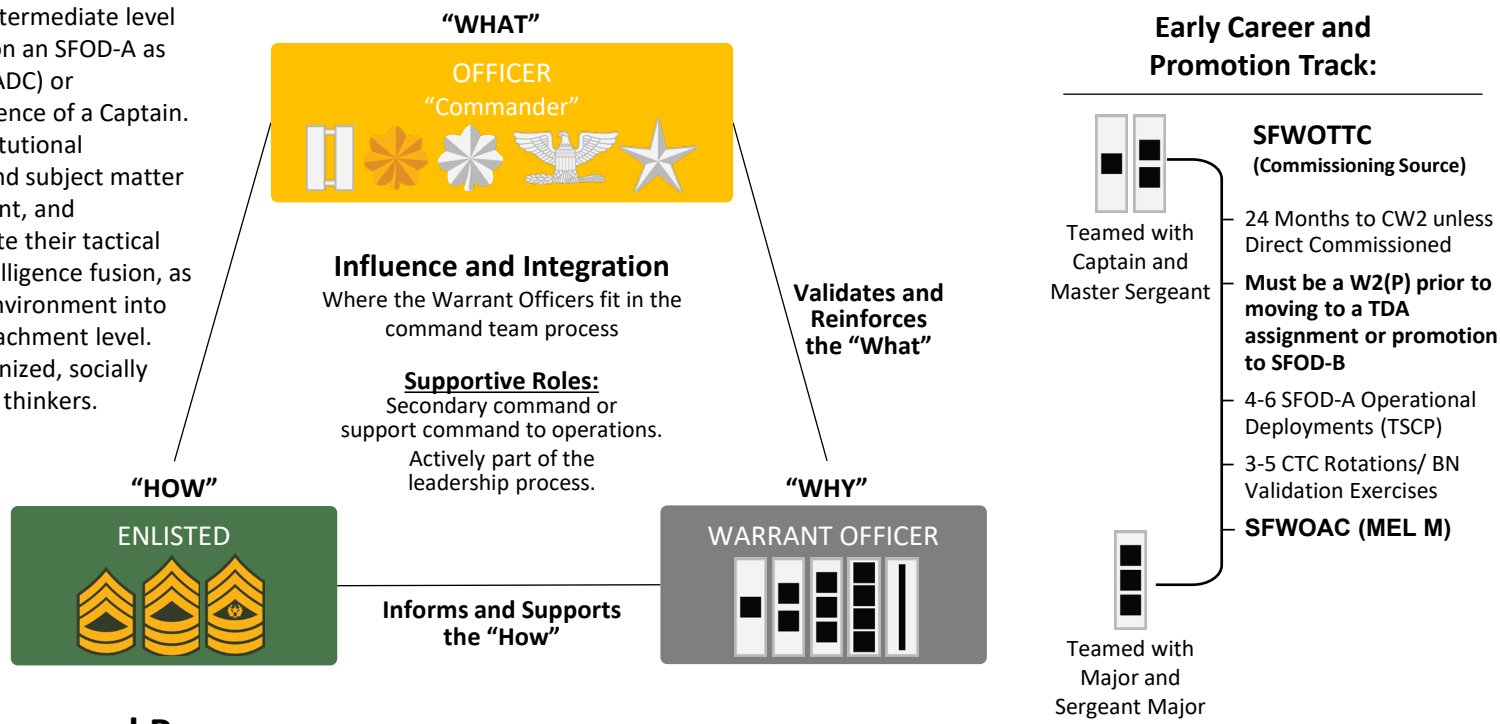 termediate level
on an SFOD-A as
ADC) or
ence of a Captain.
tutional
nd subject matter
nt, and
te their tactical
lligence fusion, as
nvironment into
achment level.
nized, socially
thinkers.
“WHAT”
OFFICER
“Commander”
Influence and Integration
Where the Warrant Officers fit in the
command team process
Supportive Roles:
Secondary command or
support command to operations.
Actively part of the
leadership process.
Validates and
Reinforces
the “What”
“HOW”
ENLISTED
Informs and Supports
the “How”
“WHY”
WARRANT OFFICER
Early Career and
Promotion Track:
SFWOTTC
(Commissioning Source)
Teamed with
Captain and
Master Sergeant
24 Months to CW2 unless
Direct Commissioned
Must be a W2(P) prior to
moving to a TDA
assignment or promotion
to SFOD-B
4-6 SFOD-A Operational
Deployments (TSCP)
3-5 CTC Rotations/ BN
Validation Exercises
SFWOAC (MEL M)
Teamed with
Major and
Sergeant Major